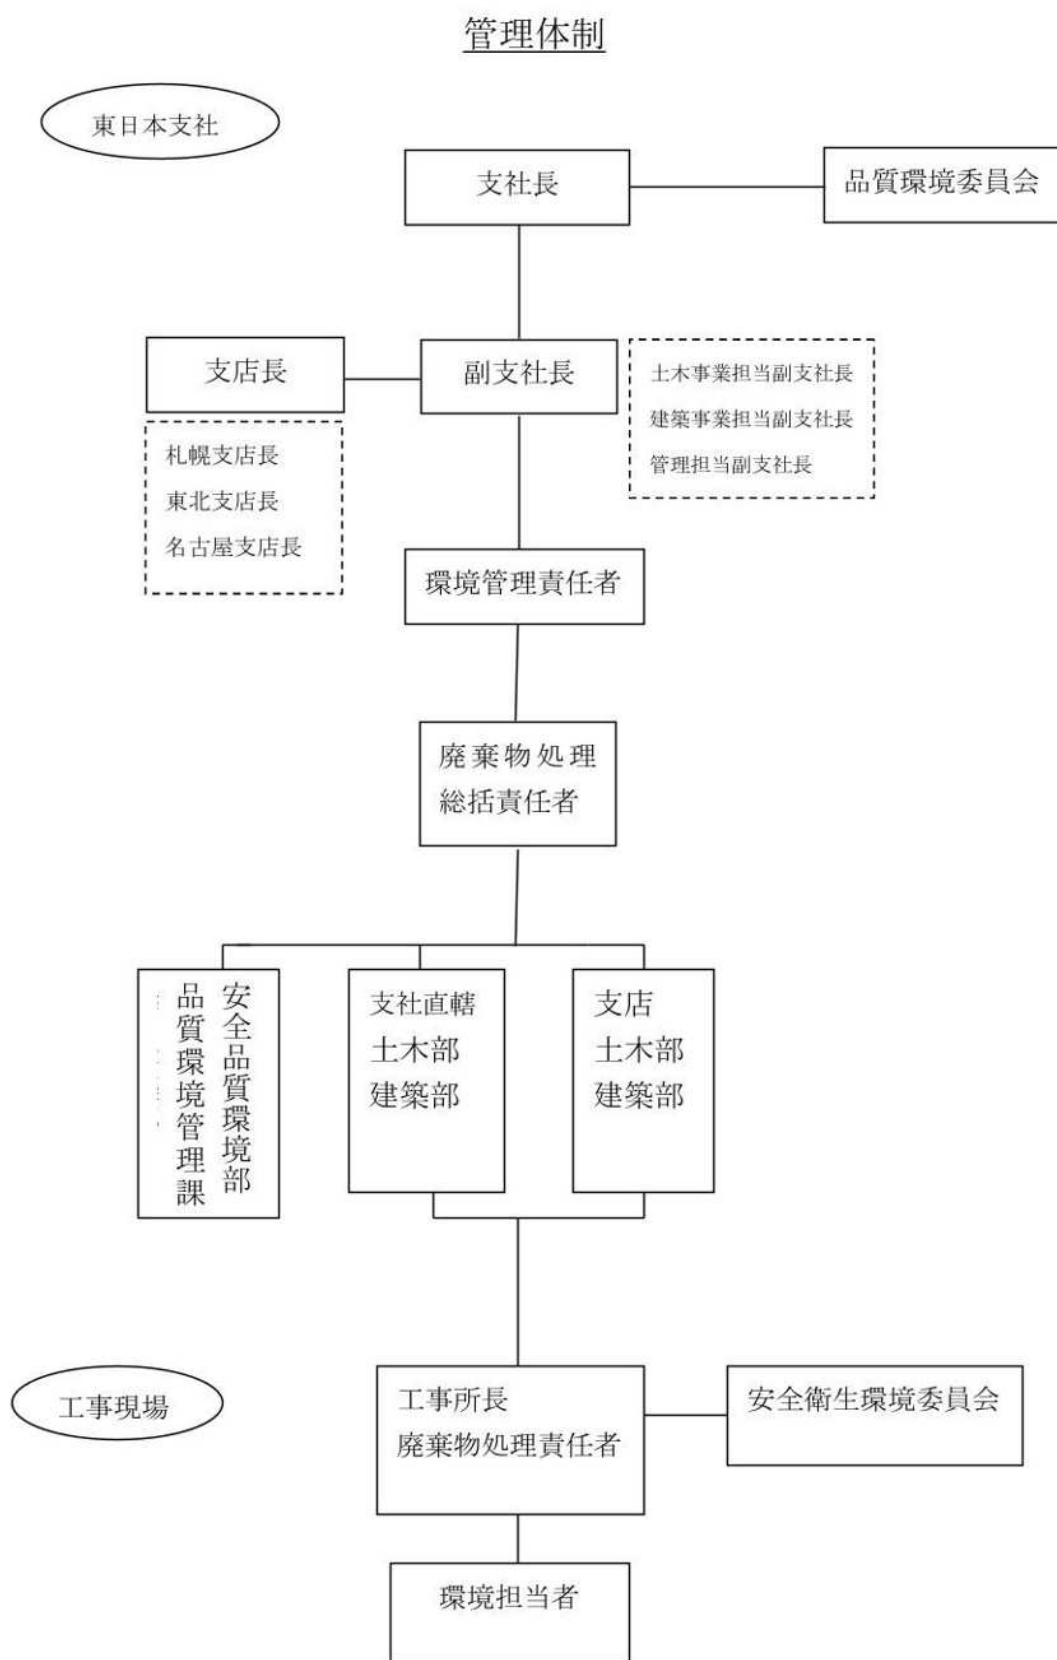 管理体制
東日本支社
支社長
品質環境委員会
支店長
副支社長
土木事業担当副支社長
建築事業担当副支社長
管理担当副支社長
札幌支店長
東北支店長
名古屋支店長
環境管理責任者
廃棄物処理
総括責任者
安全品質環境部
品質環境管理課
支社直轄
土木部
建築部
支店
土木部
建築部
工事現場
工事所長
廃棄物処理責任者
安全衛生環境委員会
環境担当者